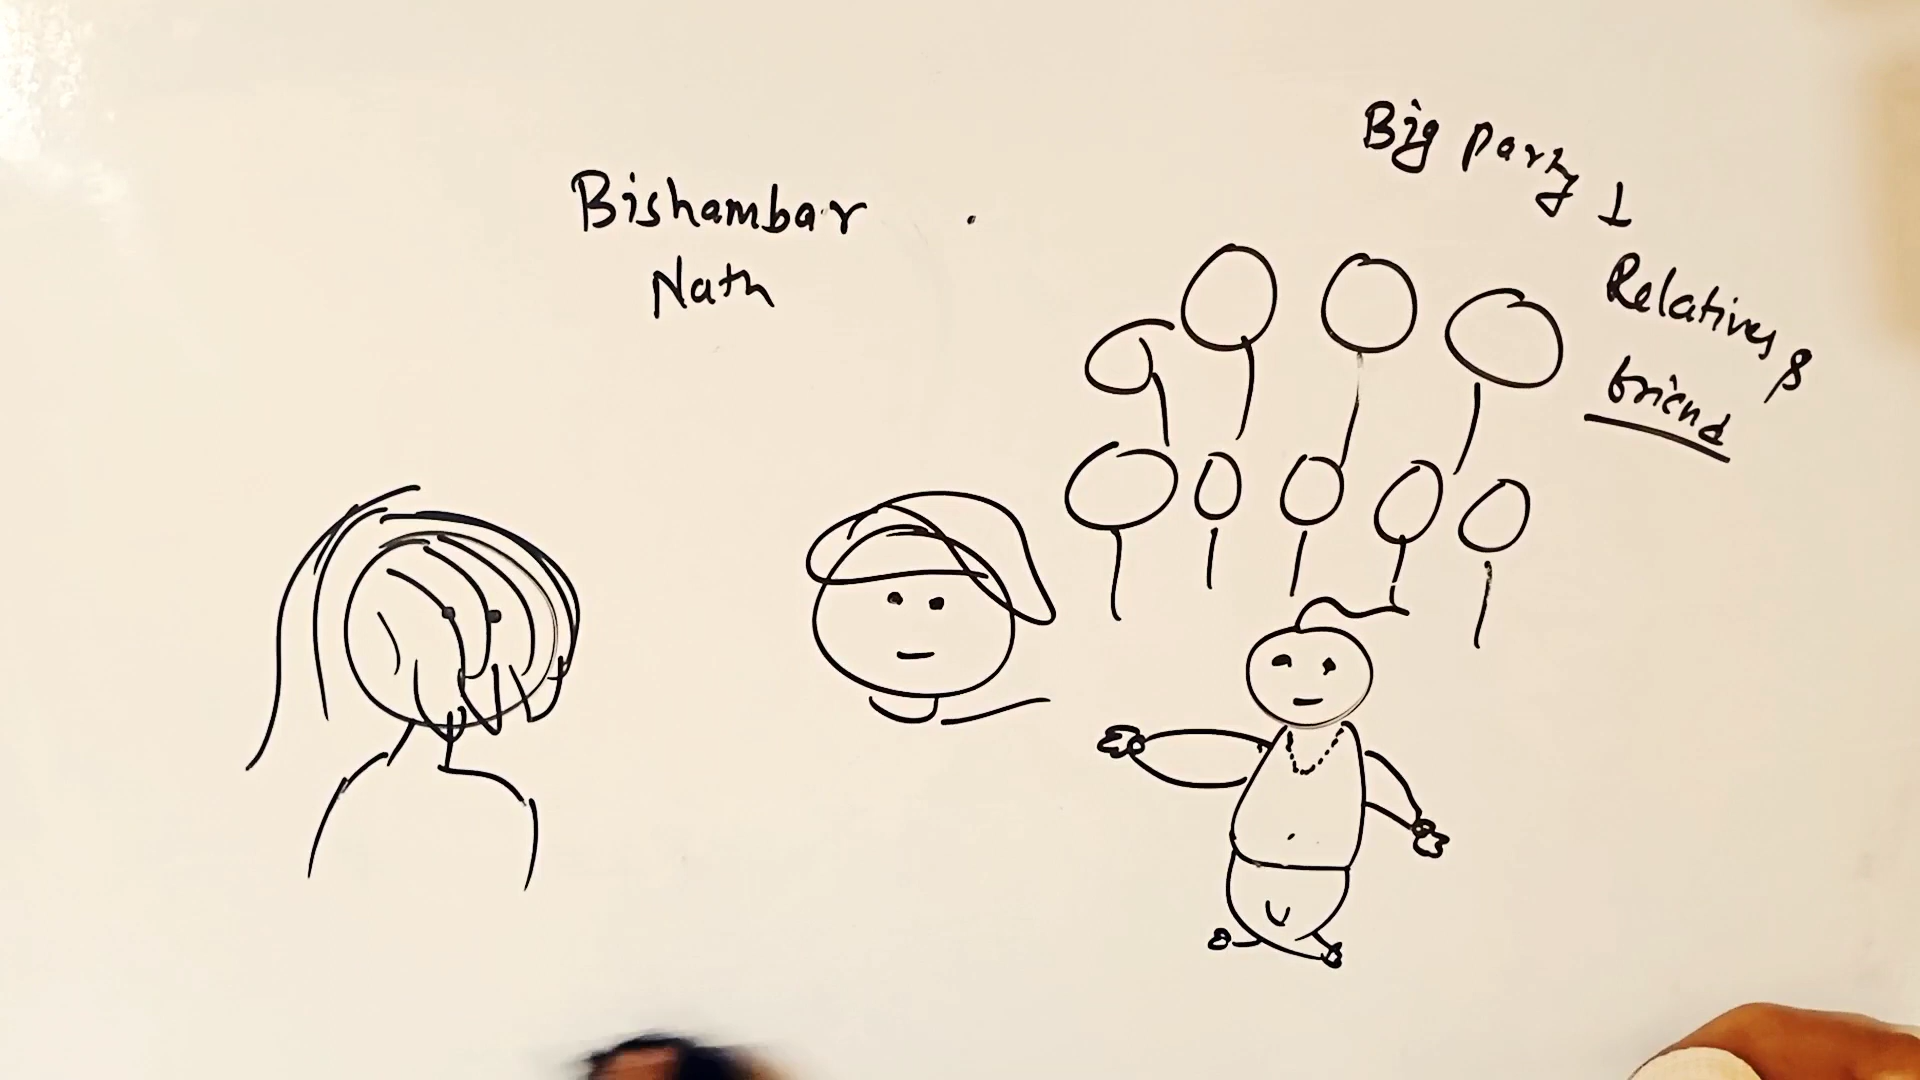 Bishambar
Nath
Big party
Relatives &
friend